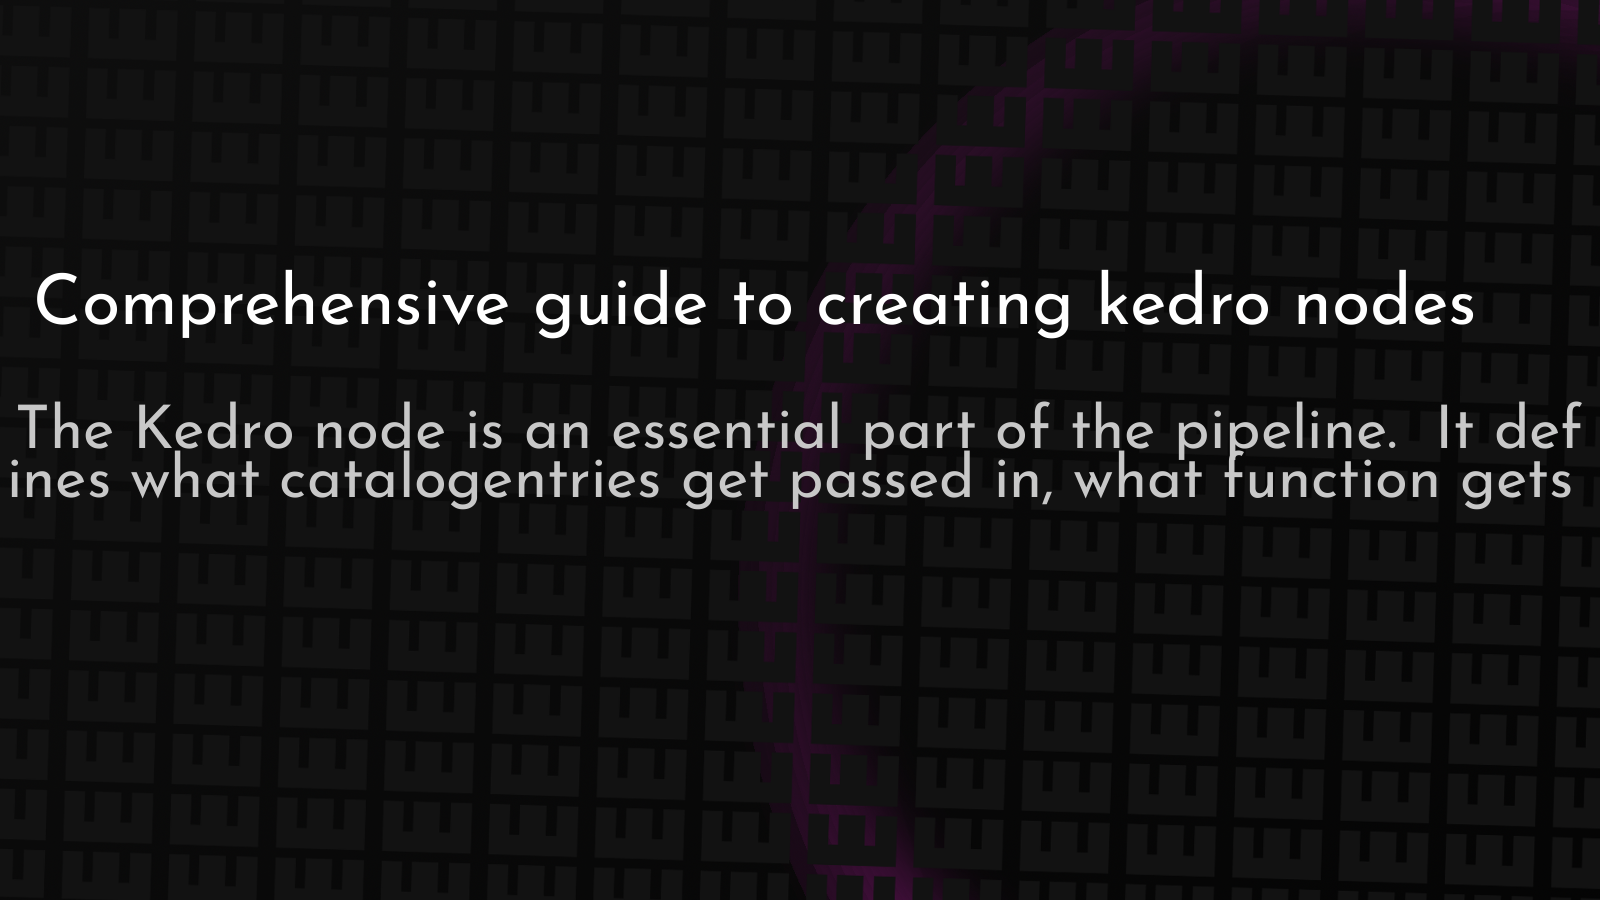 Comprehensive guide to creating kedro nodes
The Kedro node is an essential part of the pipeline.  It def
ines what catalogentries get passed in, what function gets